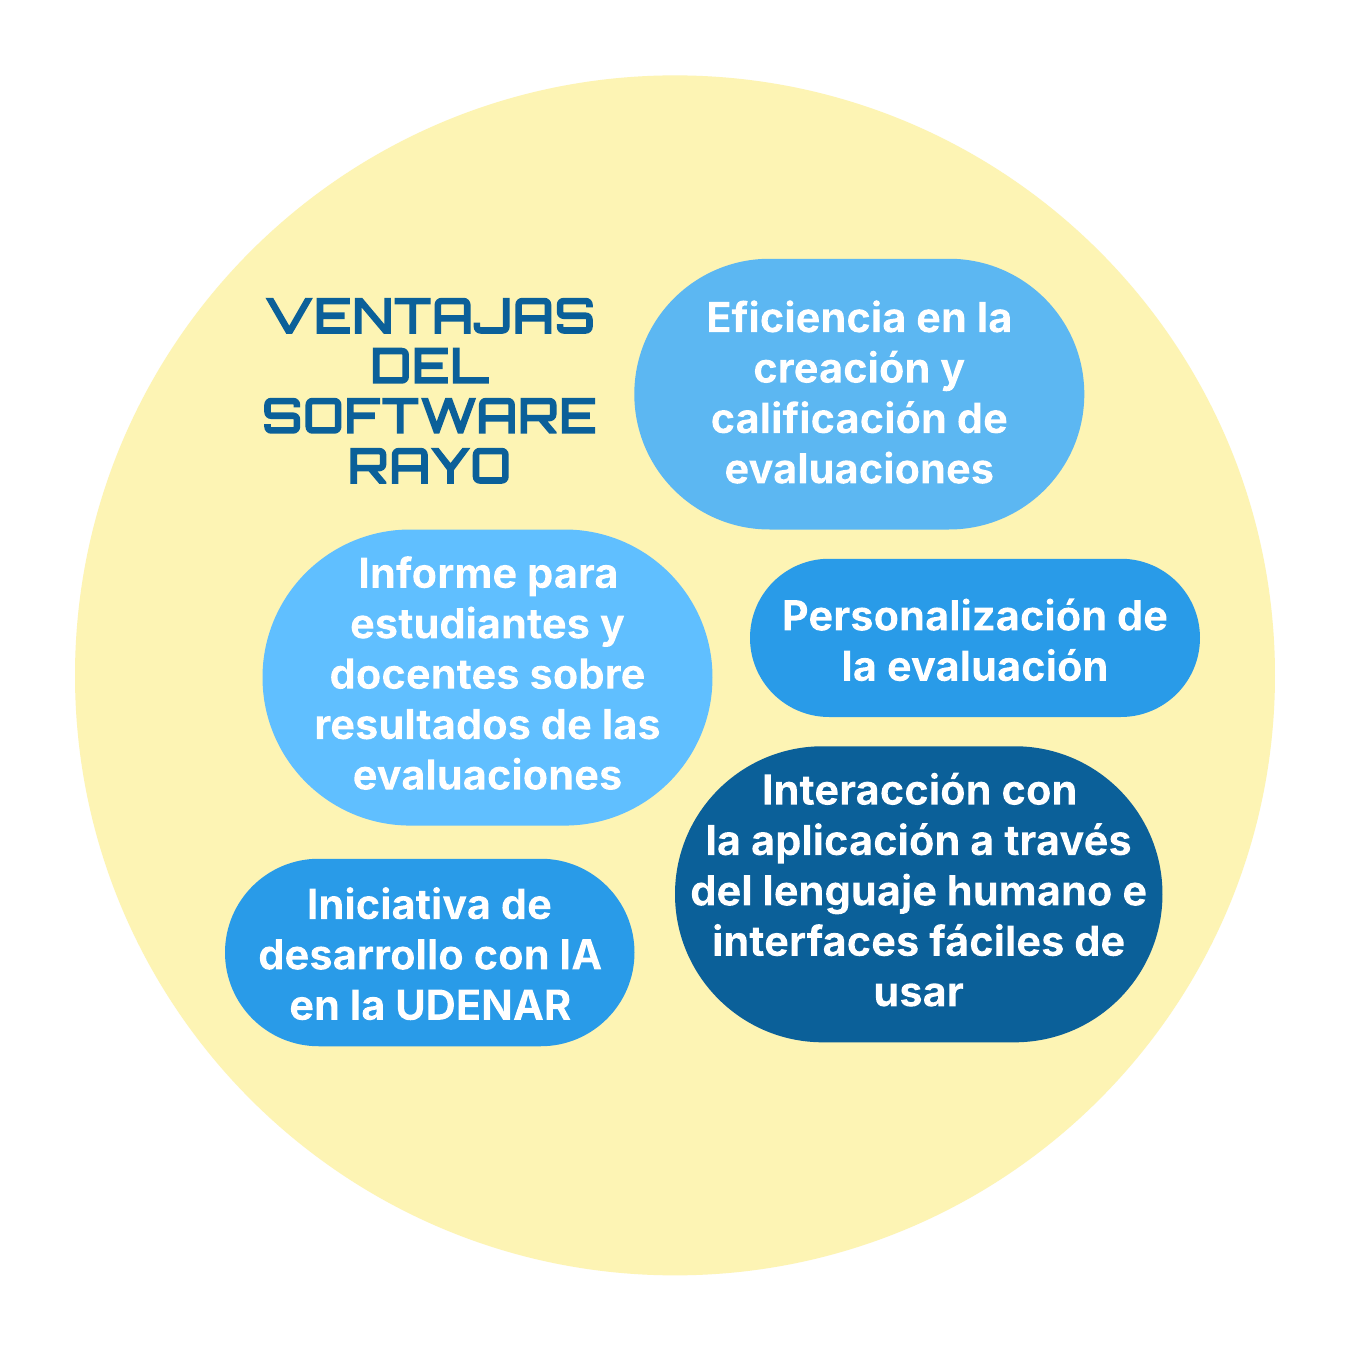 VENTAJAS
DEL
SOFTWARE
RAYO
Eficiencia en la
creación y
calificación de
evaluaciones
Informe para
estudiantes y
docentes sobre
resultados de las
evaluaciones
Personalización de
la evaluación
Interacción con
la aplicación a través
del lenguaje humano e
interfaces fáciles de
usar
Iniciativa de
desarrollo con IA
en la UDENAR